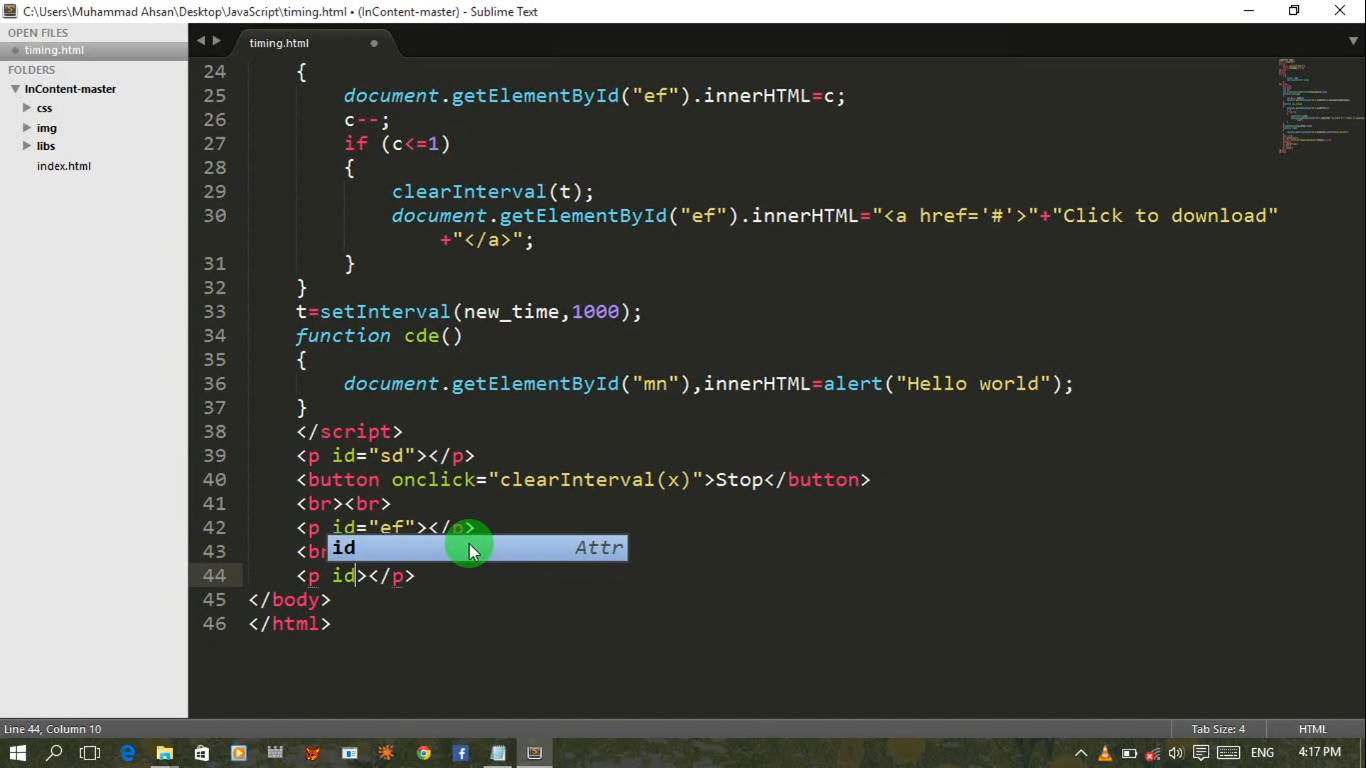 C:\Users\Muhammad Ahsan\Desktop\JavaScript\timing.html • (InContent-master) - Sublime Text
OPEN FILES
timing.html
FOLDERS
InContent-master
css
img
libs
index.html
timing.html
24 {
25 document.getElementById("ef").innerHTML=c;
26 c--;
27 if (c<=1)
28 {
29 clearInterval(t);
30 document.getElementById("ef").innerHTML="<a href='#'>"+"Click to download"
+"</a>";
31 }
32 }
33 t=setInterval(new_time,1000);
34 function cde()
35 {
36 document.getElementById("mn"),innerHTML=alert("Hello world");
37 }
38 </script>
39 <p id="sd"></p>
40 <button onclick="clearInterval(x)">Stop</button>
41 <br><br>
42 <p id="ef"></p>
43 <br
id Attr
44 <p id></p>
45 </body>
46 </html>
Line 44, Column 10
Tab Size: 4
HTML
ENG
4:17 PM